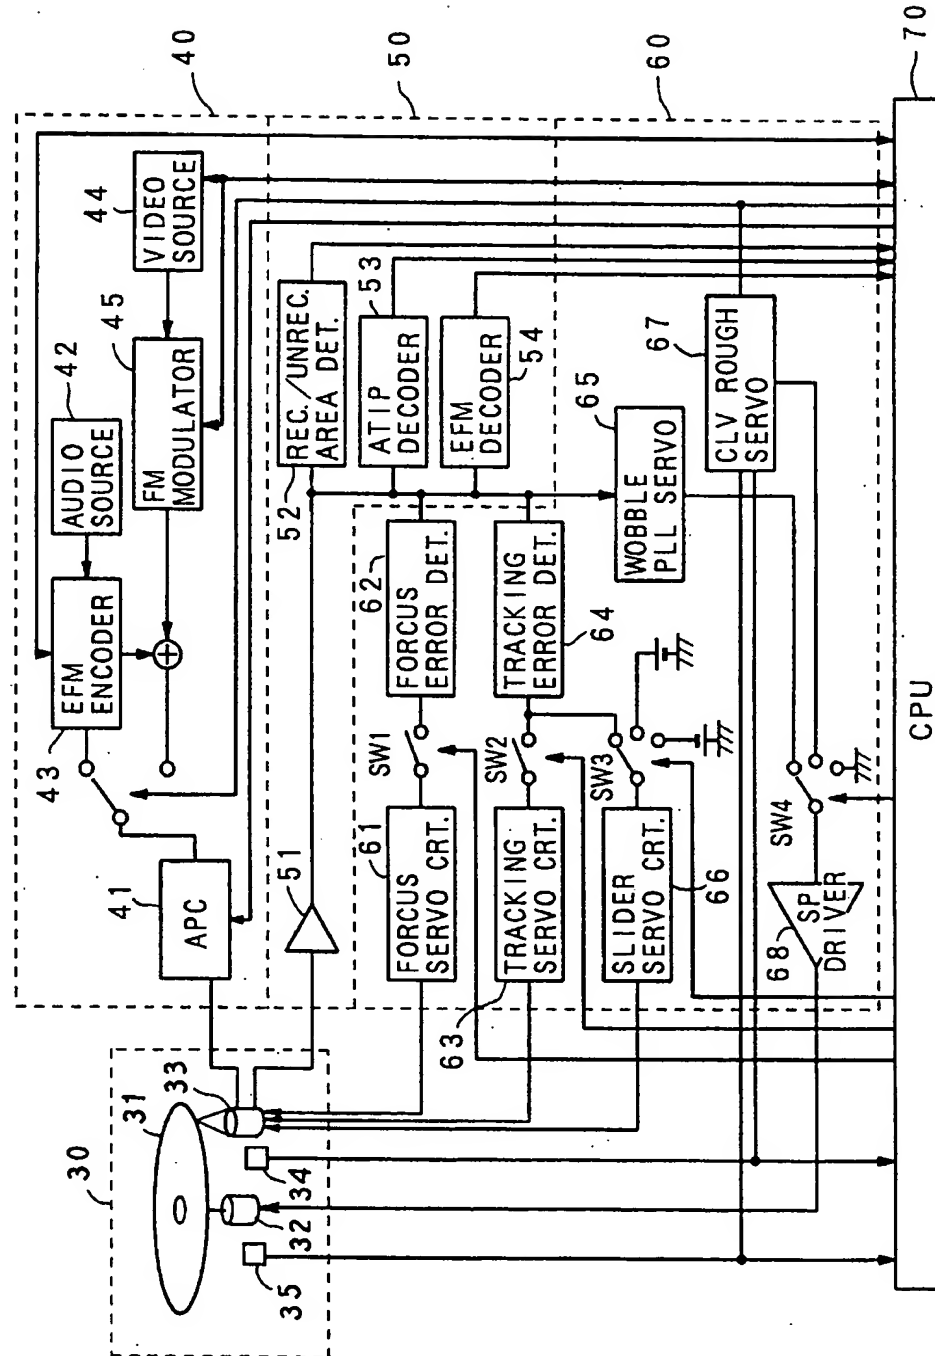 30
31
33
34
32
35
40
41
APC
43
EFM
ENCODER
42
AUDIO
SOURCE
45
FM
MODULATOR
44
VIDEO
SOURCE
50
51
52
REC./UNREC.
AREA DET.
53
ATIP
DECODER
54
EFM
DECODER
60
61
FORCUS
SERVO CRT.
SW1
62
FORCUS
ERROR DET.
63
TRACKING
SERVO CRT.
SW2
64
TRACKING
ERROR DET.
SLIDER
SERVO CRT.
66
SW3
65
WOBBLE
PLL SERVO
67
CLV ROUGH
SERVO
68
SP
DRIVER
SW4
70
CPU